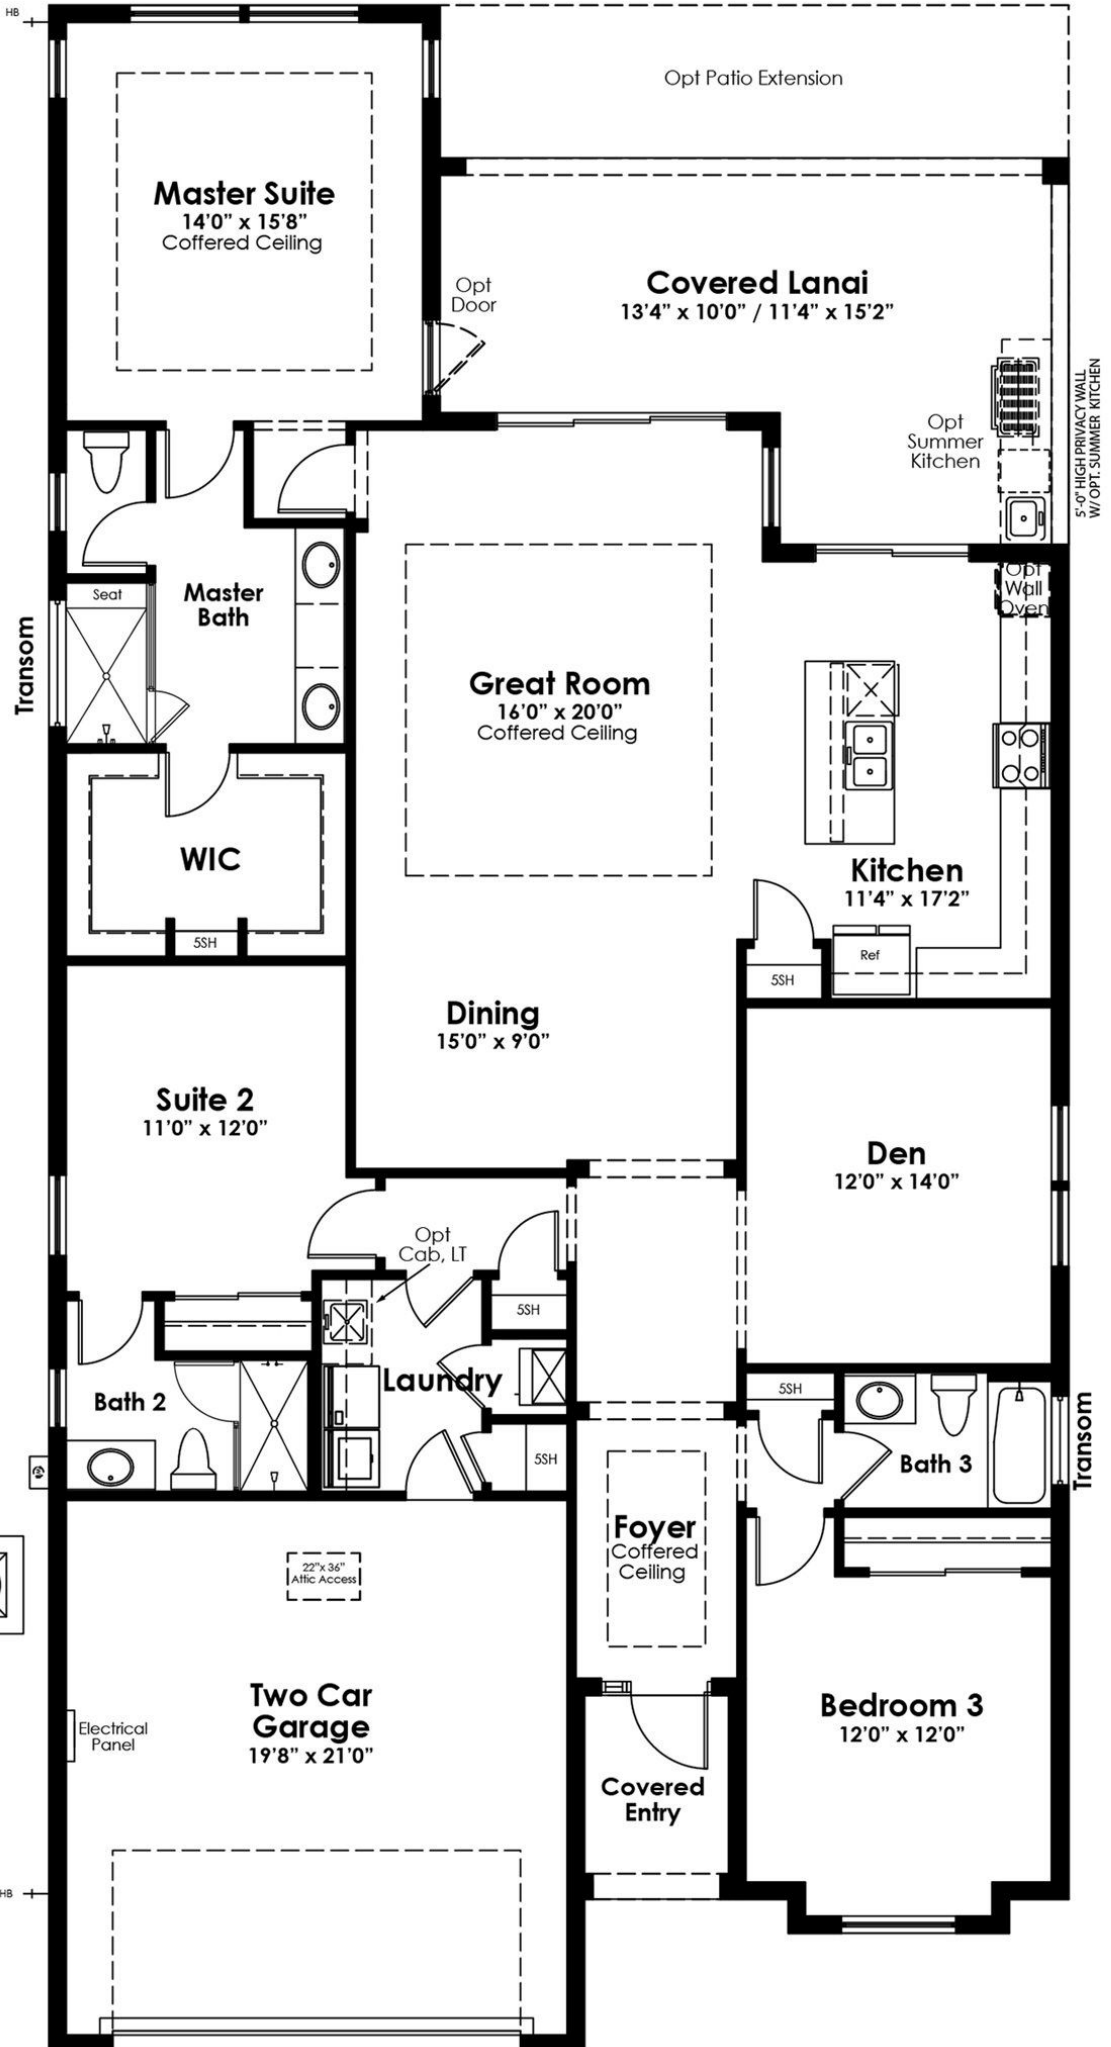 HB
Opt Patio Extension
Master Suite
14'0" x 15'8"
Coffered Ceiling
Opt
Door
Covered Lanai
13'4" x 10'0" / 11'4" x 15'2"
Opt
Summer
Kitchen
5'-0" HIGH PRIVACY WALL
W/ OPT. SUMMER KITCHEN
Opt
Wall
Oven
Seat
Master
Bath
Transom
Great Room
16'0" x 20'0"
Coffered Ceiling
WIC
5SH
Kitchen
11'4" x 17'2"
Ref
5SH
Dining
15'0" x 9'0"
Suite 2
11'0" x 12'0"
Den
12'0" x 14'0"
Opt
Cab, LT
5SH
Laundry
5SH
Bath 2
5SH
Bath 3
Transom
Foyer
Coffered
Ceiling
22"x 36"
Attic Access
Two Car
Garage
19'8" x 21'0"
Electrical
Panel
Bedroom 3
12'0" x 12'0"
Covered
Entry
HB